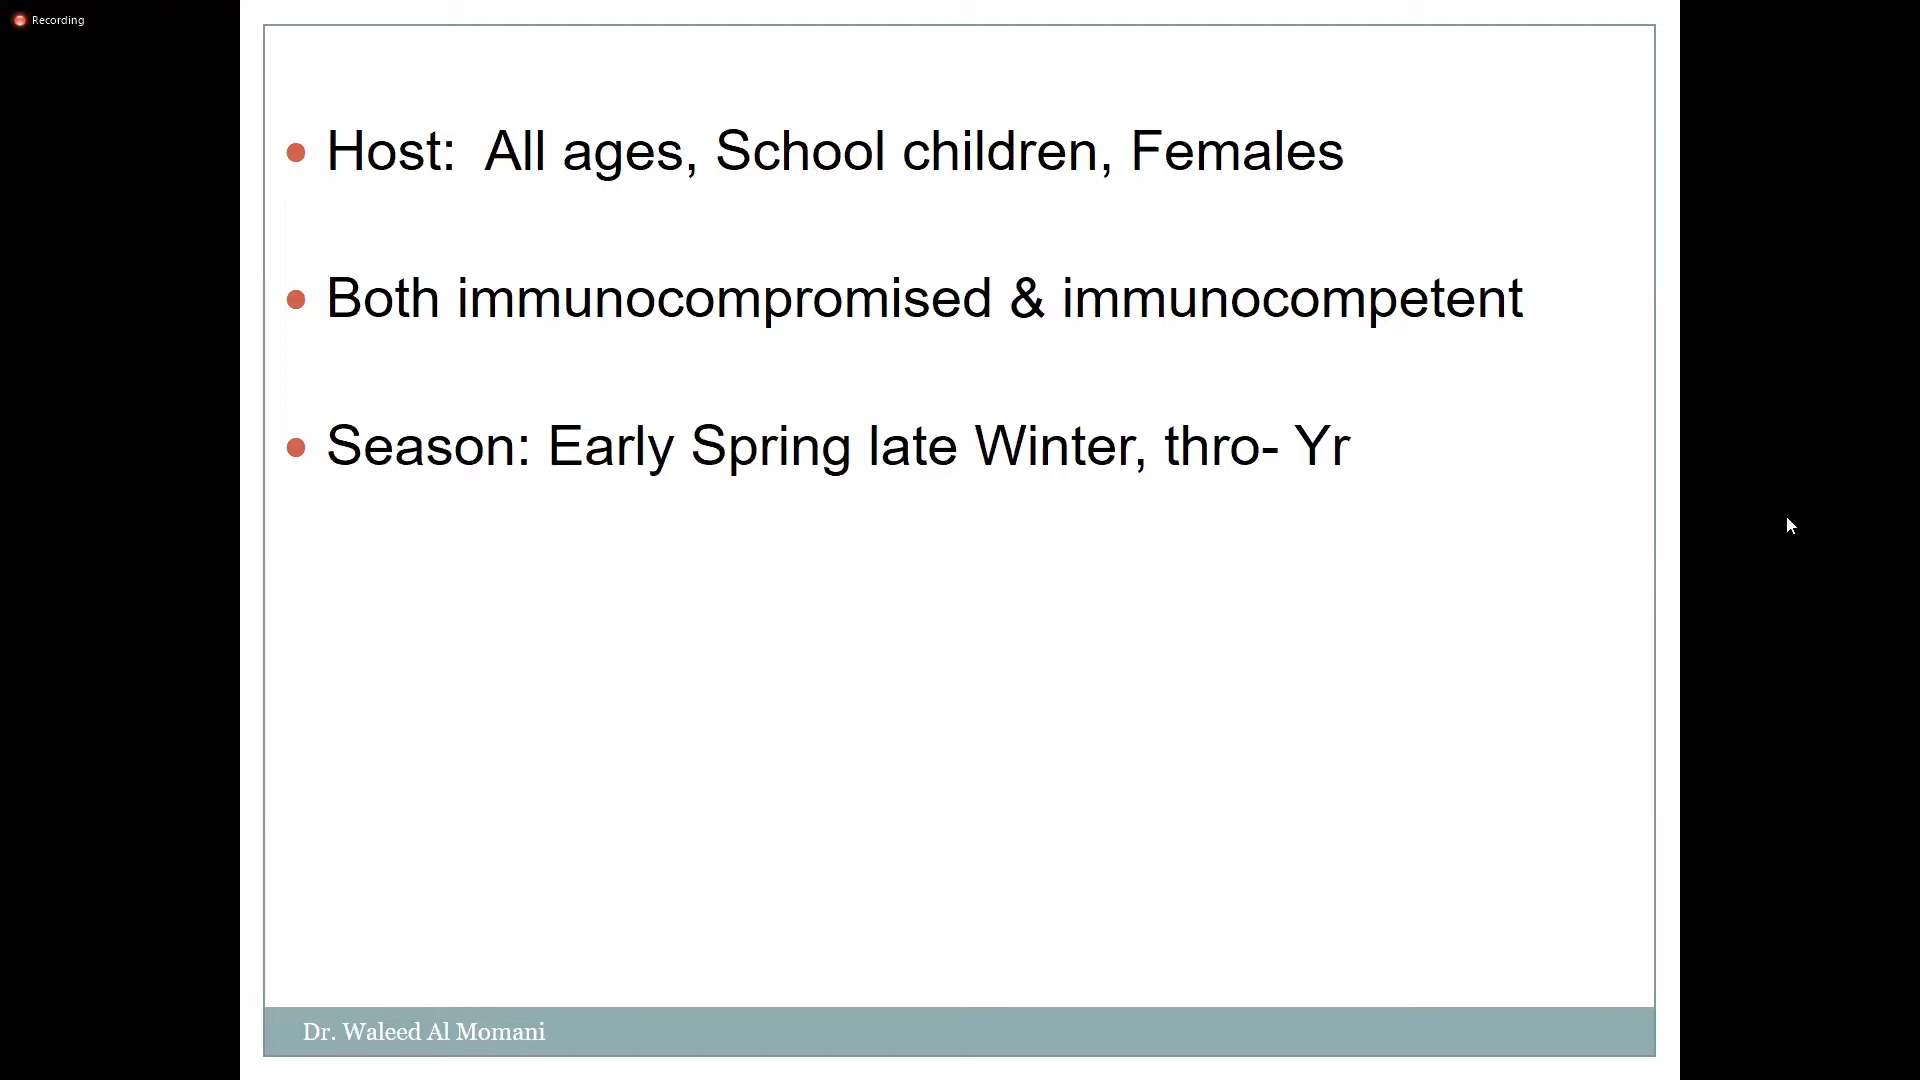 Recording
• Host:  All ages, School children, Females
• Both immunocompromised & immunocompetent
• Season: Early Spring late Winter, thro- Yr
Dr. Waleed Al Momani